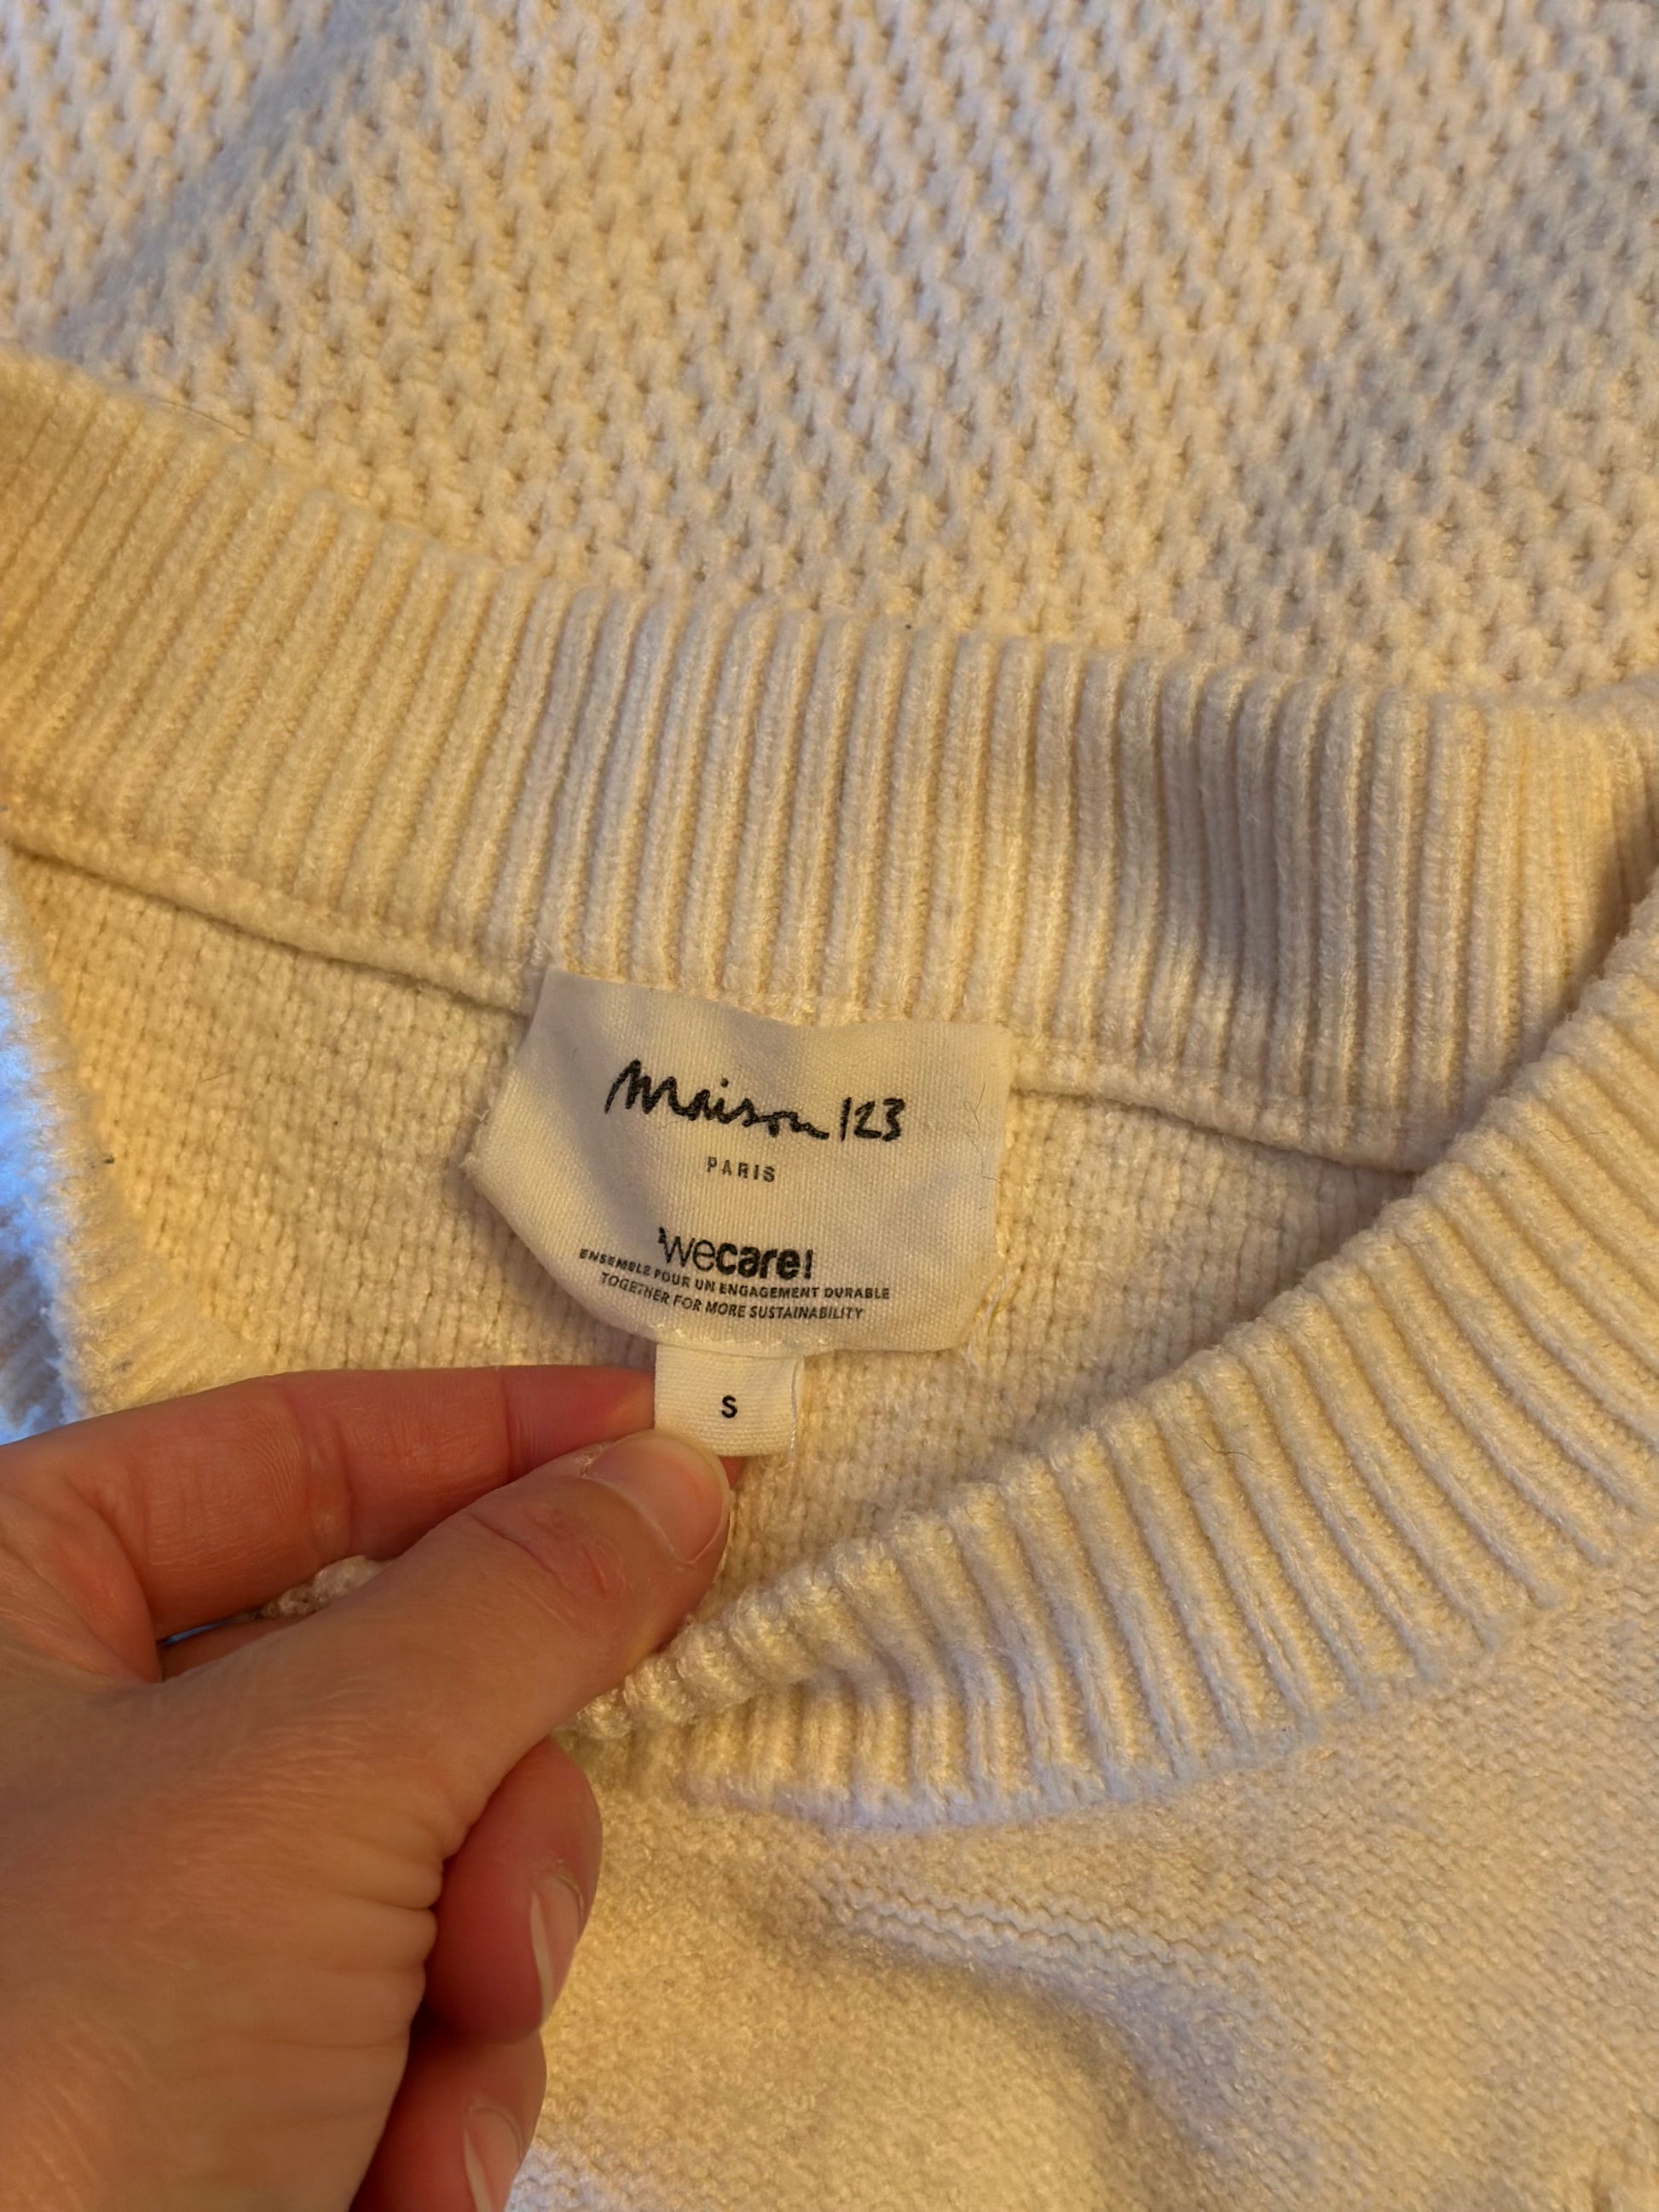 Maison 123
PARIS
wecare!
ENSEMBLE POUR UN ENGAGEMENT DURABLE
TOGETHER FOR MORE SUSTAINABILITY
S